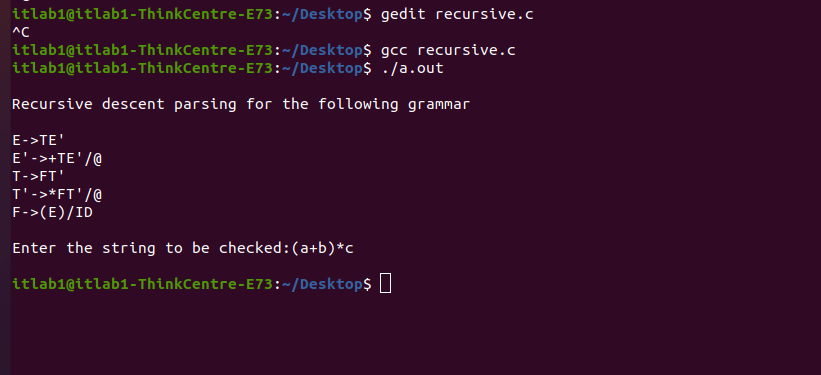 itlab1@itlab1-ThinkCentre-E73:~/Desktop$ gedit recursive.c
^C
itlab1@itlab1-ThinkCentre-E73:~/Desktop$ gcc recursive.c
itlab1@itlab1-ThinkCentre-E73:~/Desktop$ ./a.out
Recursive descent parsing for the following grammar
E->TE'
E'->+TE'/@
T->FT'
T'->*FT'/@
F->(E)/ID
Enter the string to be checked:(a+b)*c
itlab1@itlab1-ThinkCentre-E73:~/Desktop$